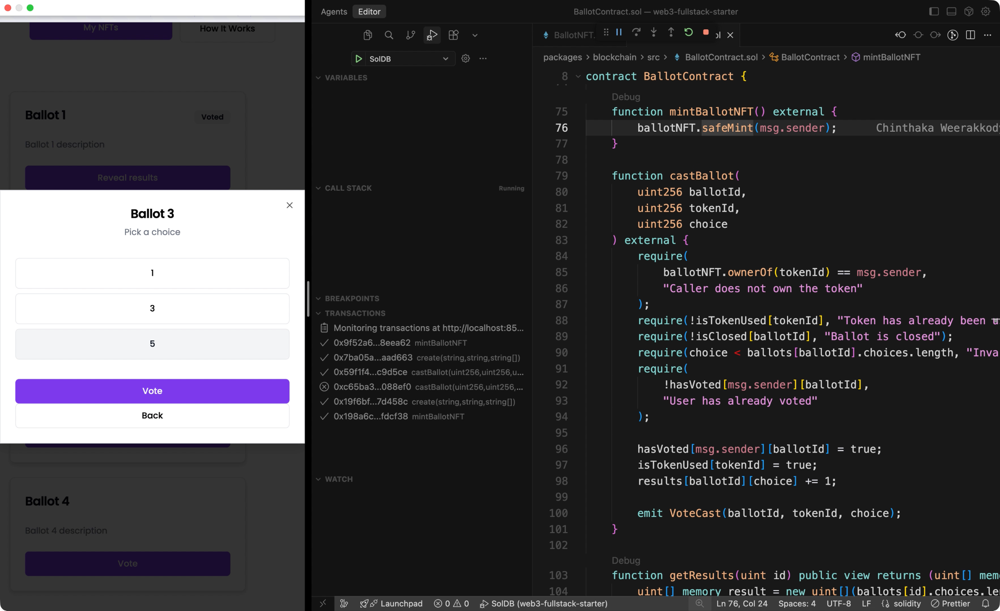 My NFTs
How It Works
Ballot 1
Voted
Ballot 1 description
Reveal results
Ballot 3
Pick a choice
1
3
5
Vote
Back
Ballot 4
Ballot 4 description
Vote
Agents
Editor
BallotContract.sol — web3-fullstack-starter
SolDB
VARIABLES
CALL STACK
Running
BREAKPOINTS
TRANSACTIONS
Monitoring transactions at http://localhost:85...
0x9f52a6...8eea62 mintBallotNFT
0x7ba05a...aad663 create(string,string,string[])
0x59f1f4...c9d5ce castBallot(uint256,uint256,u...
0xc65ba3...088ef0 castBallot(uint256,uint256,...
0x19f6bf...7d458c create(string,string,string[])
0x198a6c...fdcf38 mintBallotNFT
WATCH
BallotNFT.
ol
packages > blockchain > src > BallotContract.sol > BallotContract > mintBallotNFT
8 contract BallotContract {
Debug
75 function mintBallotNFT() external {
76 ballotNFT.safeMint(msg.sender); Chinthaka Weerakkody
77 }
78
79 function castBallot(
80 uint256 ballotId,
81 uint256 tokenId,
82 uint256 choice
83 ) external {
84 require(
85 ballotNFT.ownerOf(tokenId) == msg.sender,
86 "Caller does not own the token"
87 );
88 require(!isTokenUsed[tokenId], "Token has already been
89 require(!isClosed[ballotId], "Ballot is closed");
90 require(choice < ballots[ballotId].choices.length, "Inva
91 require(
92 !hasVoted[msg.sender][ballotId],
93 "User has already voted"
94 );
95
96 hasVoted[msg.sender][ballotId] = true;
97 isTokenUsed[tokenId] = true;
98 results[ballotId][choice] += 1;
99
100 emit VoteCast(ballotId, tokenId, choice);
101 }
102
Debug
103 function getResults(uint id) public view returns (uint[] mem
104 uint[] memory result = new uint[](ballots[id].choices.le
Launchpad
0
0
SolDB (web3-fullstack-starter)
Ln 76, Col 24
Spaces: 4
UTF-8
LF
solidity
Prettier